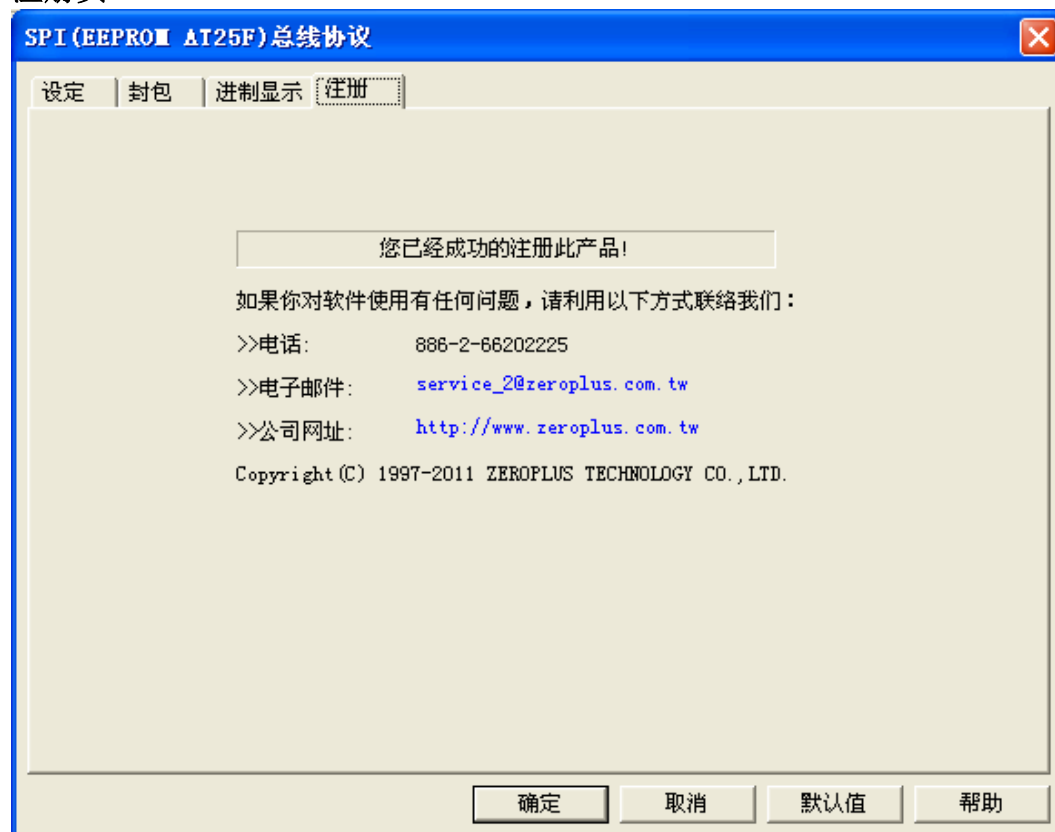 SPI(EEPROM AT25F)总线协议
设定 封包 进制显示 注册
您已经成功的注册此产品!
如果你对软件使用有任何问题，请利用以下方式联络我们：
>>电话: 886-2-66202225
>>电子邮件: service_2@zeroplus.com.tw
>>公司网址: http://www.zeroplus.com.tw
Copyright(C) 1997-2011 ZEROPLUS TECHNOLOGY CO.,LTD.
确定 取消 默认值 帮助